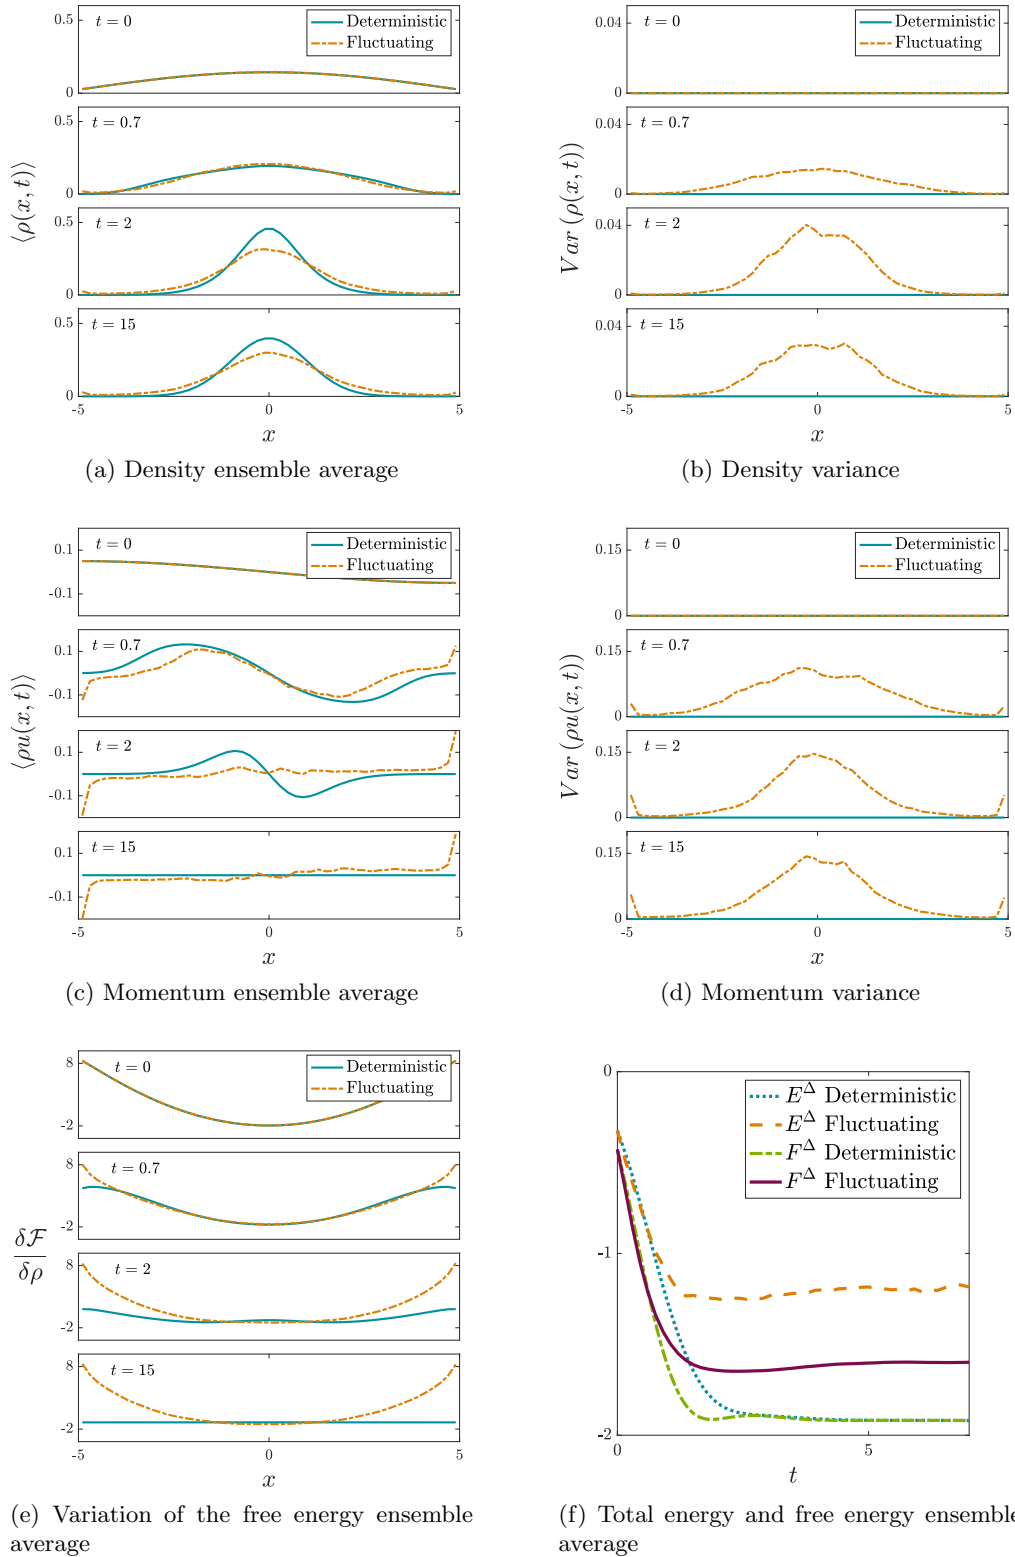 t = 0
Deterministic
Fluctuating
0.5
0
t = 0.7
0.5
0
t = 2
0.5
0
t = 15
0.5
0
-5 0 5
⟨ρ(x, t)⟩
x
(a) Density ensemble average
t = 0
Deterministic
Fluctuating
0.04
0
t = 0.7
0.04
0
t = 2
0.04
0
t = 15
0.04
0
-5 0 5
Var (ρ(x, t))
x
(b) Density variance
t = 0
Deterministic
Fluctuating
0.1
-0.1
t = 0.7
0.1
-0.1
t = 2
0.1
-0.1
t = 15
0.1
-0.1
-5 0 5
⟨ρu(x, t)⟩
x
(c) Momentum ensemble average
t = 0
Deterministic
Fluctuating
0.15
0
t = 0.7
0.15
0
t = 2
0.15
0
t = 15
0.15
0
-5 0 5
Var (ρu(x, t))
x
(d) Momentum variance
t = 0
Deterministic
Fluctuating
8
-2
t = 0.7
8
-2
t = 2
8
-2
t = 15
8
-2
-5 0 5
δℱ
δρ
x
(e) Variation of the free energy ensemble
average
0
-1
-2
E^Δ Deterministic
E^Δ Fluctuating
F^Δ Deterministic
F^Δ Fluctuating
0 5
t
(f) Total energy and free energy ensemble
average